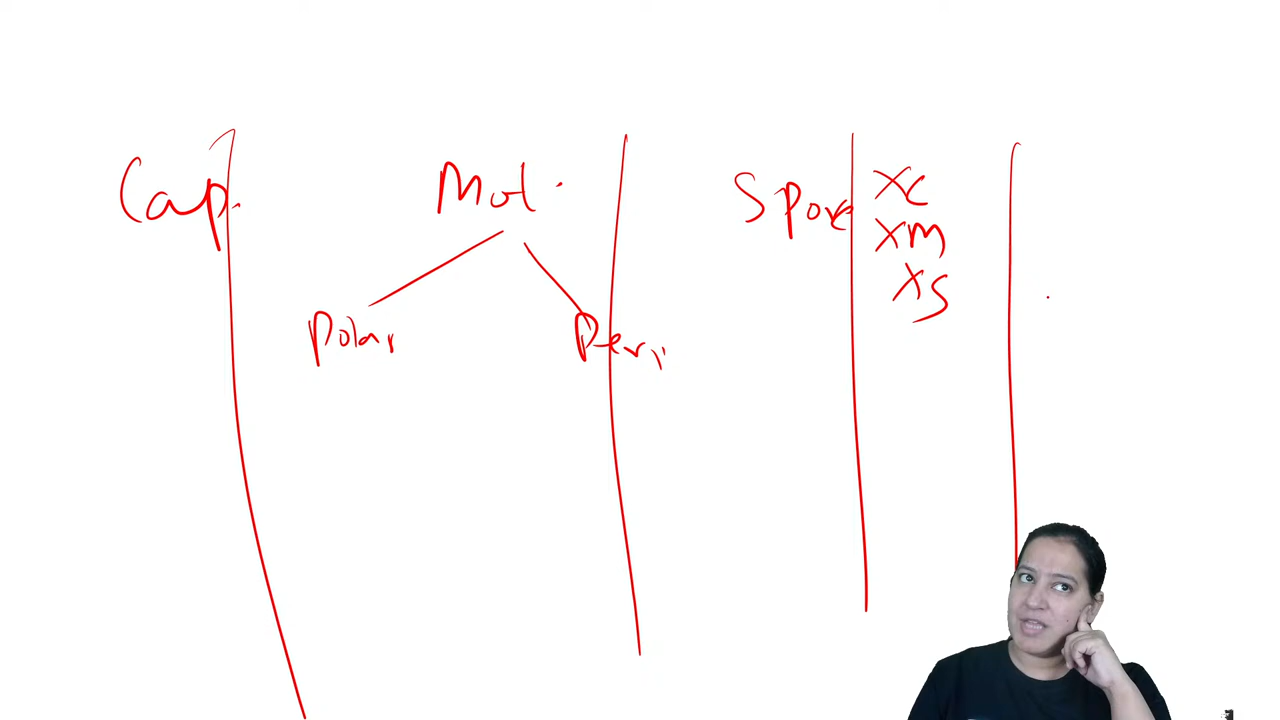 Cap.
Mot.
Polar
Peri
Spore
XC
XM
XS